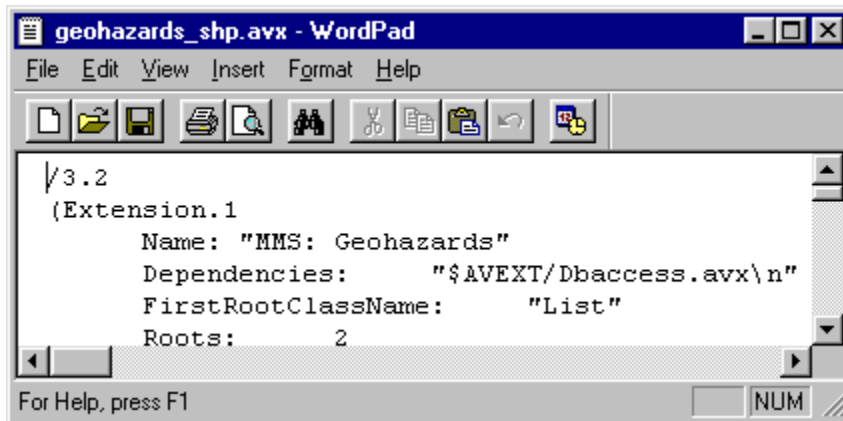 geohazards_shp.avx - WordPad
File Edit View Insert Format Help
/3.2
(Extension.1
Name: "MMS: Geohazards"
Dependencies: "$AVEXT/Dbaccess.avx\n"
FirstRootClassName: "List"
Roots: 2
For Help, press F1 NUM